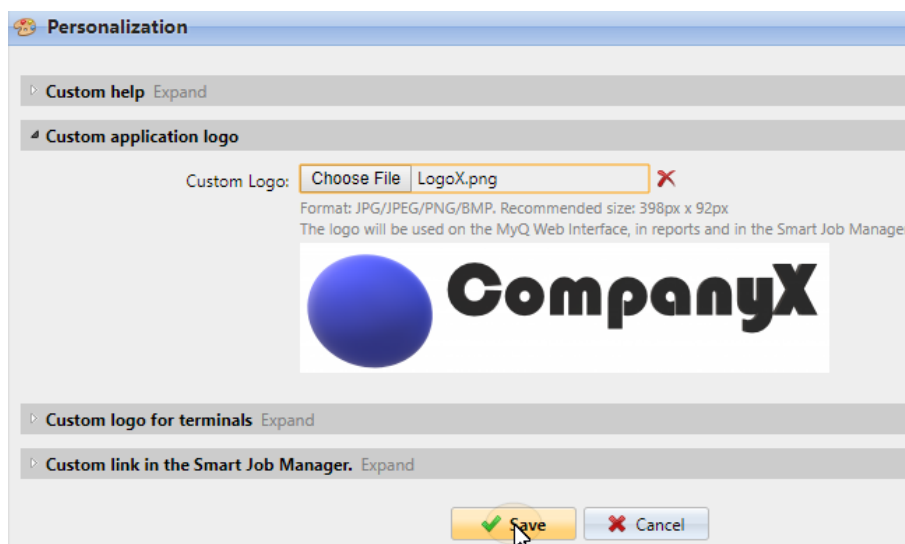 Personalization
Custom help Expand
Custom application logo
Custom Logo: Choose File LogoX.png
Format: JPG/JPEG/PNG/BMP. Recommended size: 398px x 92px
The logo will be used on the MyQ Web Interface, in reports and in the Smart Job Manage
CompanyX
Custom logo for terminals Expand
Custom link in the Smart Job Manager. Expand
Save Cancel